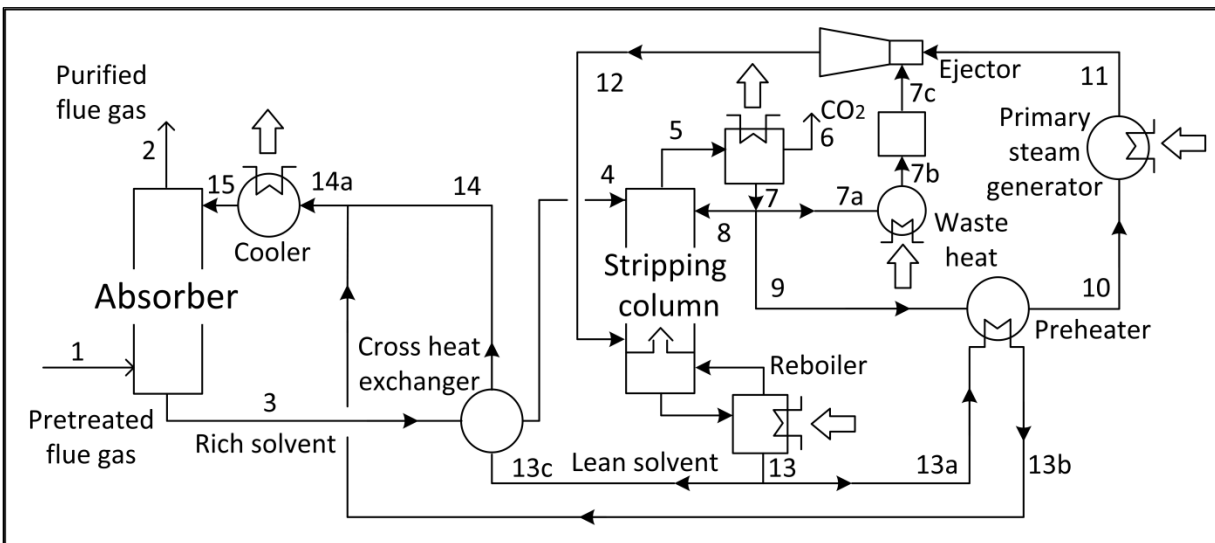 Purified
flue gas
2
15
14a
14
Cooler
Absorber
1
Pretreated
flue gas
3
Rich solvent
Cross heat
exchanger
13c
Lean solvent
4
12
5
CO₂
6
7
8
7a
7b
7c
Ejector
11
Primary
steam
generator
Waste
heat
Stripping
column
9
10
Preheater
Reboiler
13
13a
13b